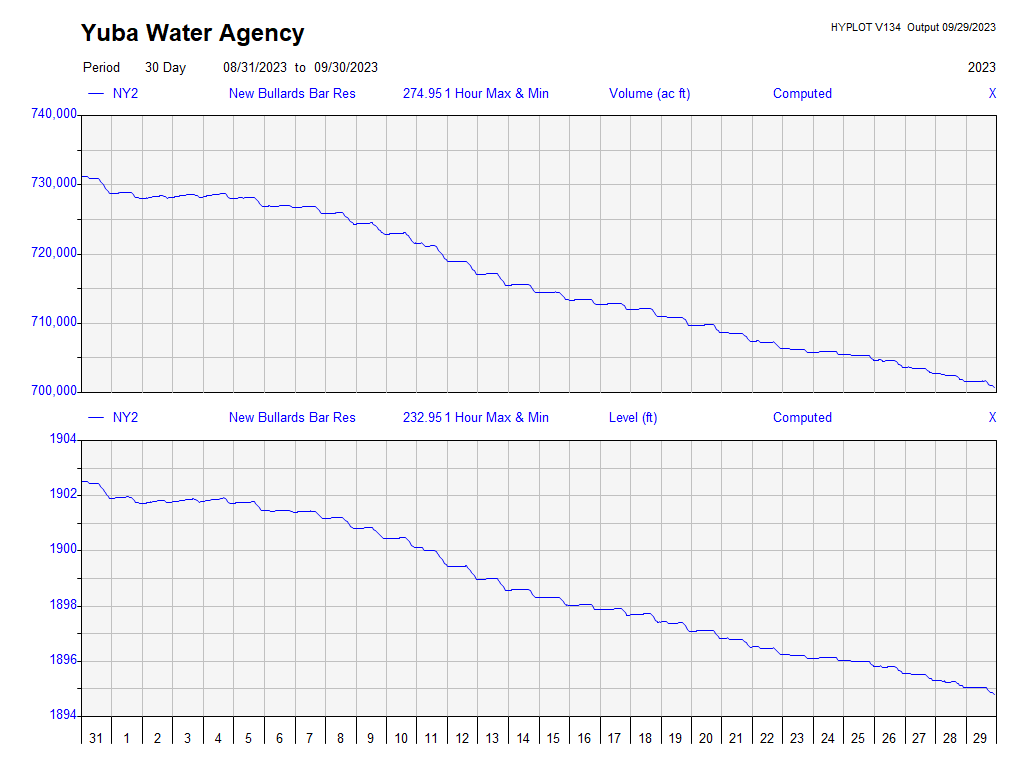 Yuba Water Agency
HYPLOT V134 Output 09/29/2023
Period 30 Day 08/31/2023 to 09/30/2023 2023
NY2 New Bullards Bar Res 274.95 1 Hour Max & Min Volume (ac ft) Computed X
740,000
730,000
720,000
710,000
700,000
NY2 New Bullards Bar Res 232.95 1 Hour Max & Min Level (ft) Computed X
1904
1902
1900
1898
1896
1894
31 1 2 3 4 5 6 7 8 9 10 11 12 13 14 15 16 17 18 19 20 21 22 23 24 25 26 27 28 29